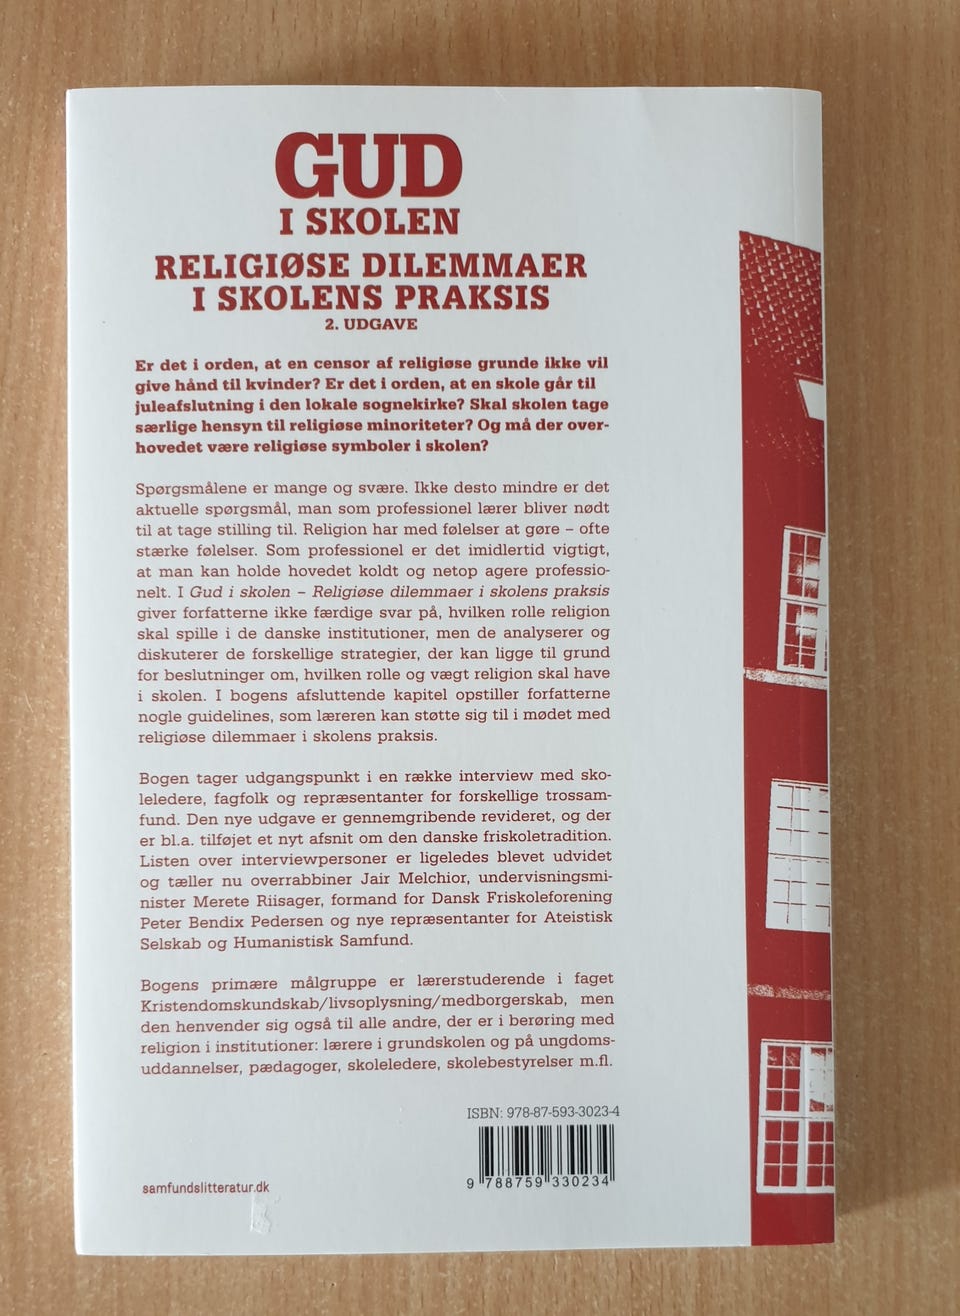 GUD
I SKOLEN
RELIGIØSE DILEMMAER
I SKOLENS PRAKSIS
2. UDGAVE
Er det i orden, at en censor af religiøse grunde ikke vil
give hånd til kvinder? Er det i orden, at en skole går til
juleafslutning i den lokale sognekirke? Skal skolen tage
særlige hensyn til religiøse minoriteter? Og må der over-
hovedet være religiøse symboler i skolen?
Spørgsmålene er mange og svære. Ikke desto mindre er det
aktuelle spørgsmål, man som professionel lærer bliver nødt
til at tage stilling til. Religion har med følelser at gøre – ofte
stærke følelser. Som professionel er det imidlertid vigtigt,
at man kan holde hovedet koldt og netop agere professio-
nelt. I Gud i skolen – Religiøse dilemmaer i skolens praksis
giver forfatterne ikke færdige svar på, hvilken rolle religion
skal spille i de danske institutioner, men de analyserer og
diskuterer de forskellige strategier, der kan ligge til grund
for beslutninger om, hvilken rolle og vægt religion skal have
i skolen. I bogens afsluttende kapitel opstiller forfatterne
nogle guidelines, som læreren kan støtte sig til i mødet med
religiøse dilemmaer i skolens praksis.
Bogen tager udgangspunkt i en række interview med sko-
leledere, fagfolk og repræsentanter for forskellige trossam-
fund. Den nye udgave er gennemgribende revideret, og der
er bl.a. tilføjet et nyt afsnit om den danske friskoletradition.
Listen over interviewpersoner er ligeledes blevet udvidet
og tæller nu overrabbiner Jair Melchior, undervisningsmi-
nister Merete Riisager, formand for Dansk Friskoleforening
Peter Bendix Pedersen og nye repræsentanter for Ateistisk
Selskab og Humanistisk Samfund.
Bogens primære målgruppe er lærerstuderende i faget
Kristendomskundskab/livsoplysning/medborgerskab, men
den henvender sig også til alle andre, der er i berøring med
religion i institutioner: lærere i grundskolen og på ungdoms-
uddannelser, pædagoger, skoleledere, skolebestyrelser m.fl.
ISBN: 978-87-593-3023-4
9 788759 330234
samfundslitteratur.dk